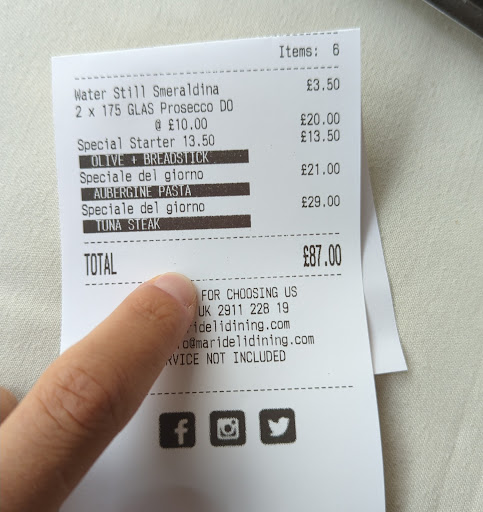 Items: 6
Water Still Smeraldina £3.50
2 x 175 GLAS Prosecco DO
@ £10.00 £20.00
Special Starter 13.50 £13.50
OLIVE + BREADSTICK
Speciale del giorno £21.00
AUBERGINE PASTA
Speciale del giorno £29.00
TUNA STEAK
TOTAL £87.00
FOR CHOOSING US
UK 2911 228 19
ridelidining.com
o@maridelidining.com
RVICE NOT INCLUDED